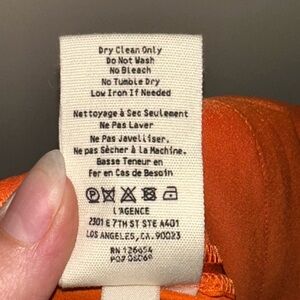 Dry Clean Only
Do Not Wash
No Bleach
No Tumble Dry
Low Iron If Needed
Nettoyage à Sec Seulement
Ne Pas Laver
Ne Pas Javelliser.
Ne pas Sècher à la Machine.
Basse Teneur en
Fer en Cas de Besoin
L'AGENCE
2301 E 7TH ST STE A401
LOS ANGELES, CA. 90023
RN 126654